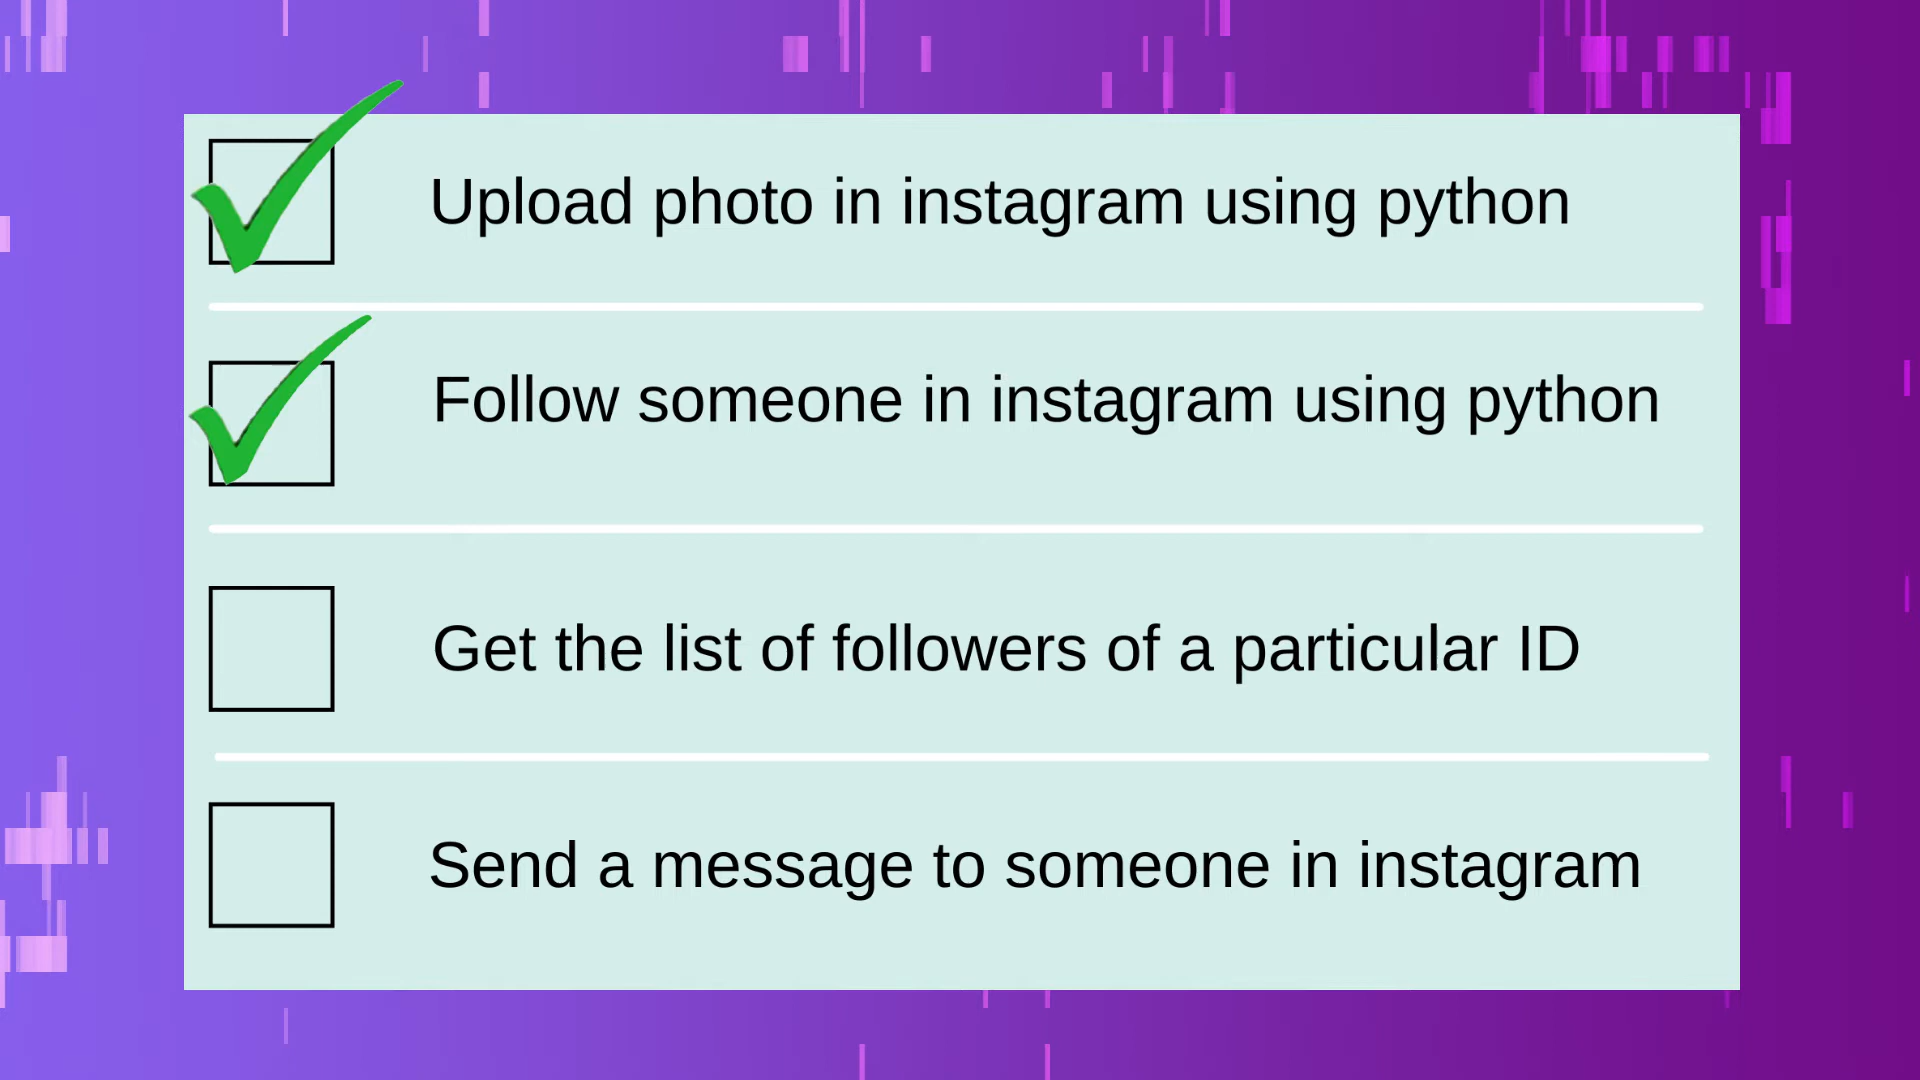 Upload photo in instagram using python
Follow someone in instagram using python
Get the list of followers of a particular ID
Send a message to someone in instagram